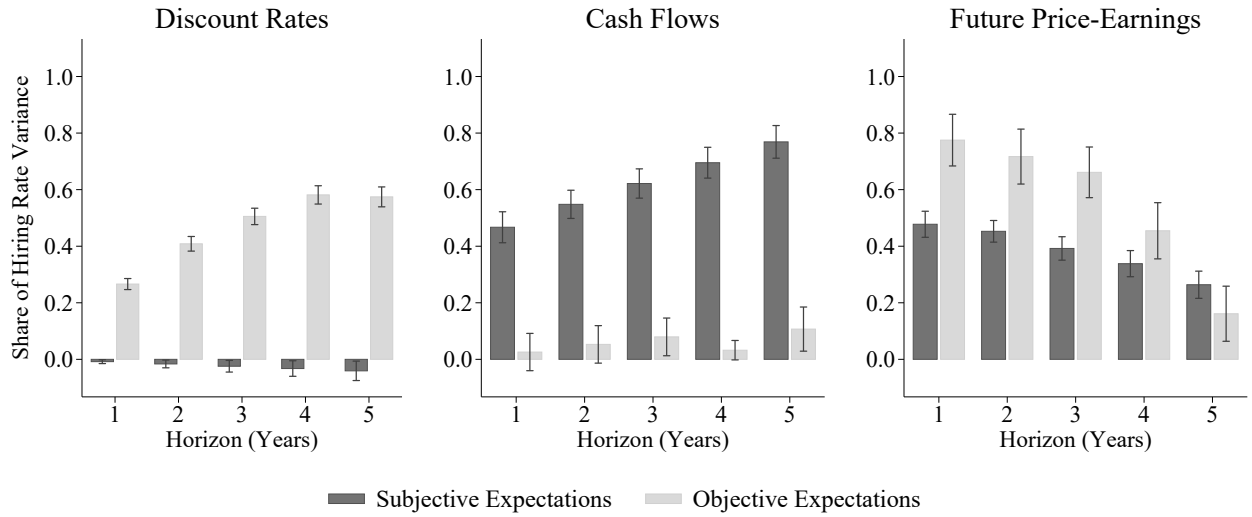 Discount Rates
Cash Flows
Future Price-Earnings
Share of Hiring Rate Variance
1.0
0.8
0.6
0.4
0.2
0.0
1 2 3 4 5
Horizon (Years)
1.0
0.8
0.6
0.4
0.2
0.0
1 2 3 4 5
Horizon (Years)
1.0
0.8
0.6
0.4
0.2
0.0
1 2 3 4 5
Horizon (Years)
Subjective Expectations
Objective Expectations